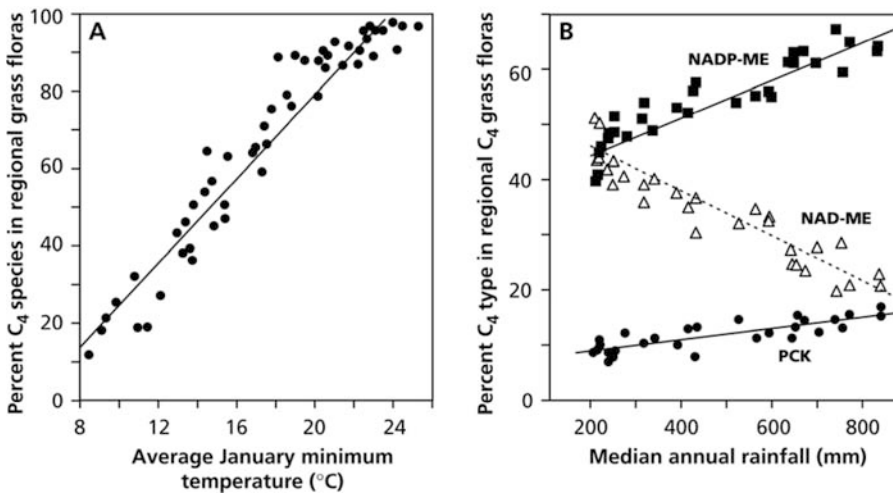 A
Percent C₄ species in regional grass floras
100
80
60
40
20
0
8
12
16
20
24
Average January minimum
temperature (°C)
B
Percent C₄ type in regional C₄ grass floras
60
40
20
0
NADP-ME
NAD-ME
PCK
200
400
600
800
Median annual rainfall (mm)